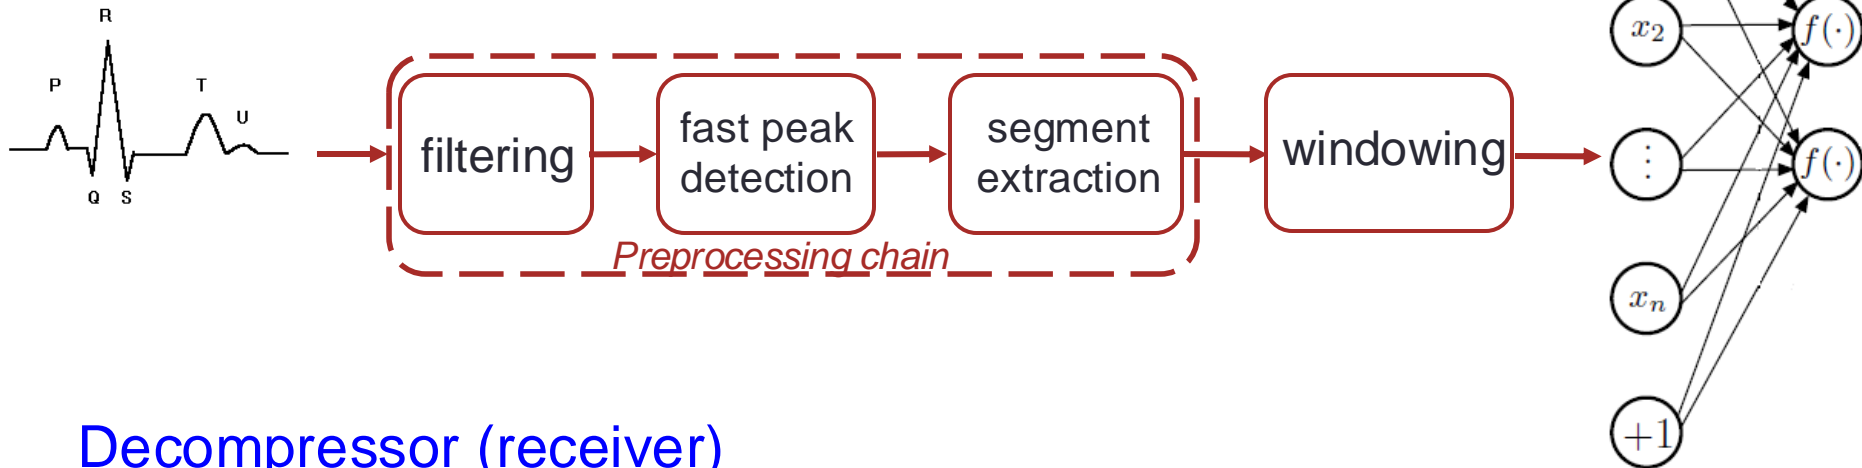 R
P
T
U
Q
S
filtering
fast peak
detection
segment
extraction
windowing
Preprocessing chain
x₂
f(·)
⋮
f(·)
xₙ
+1
Decompressor (receiver)